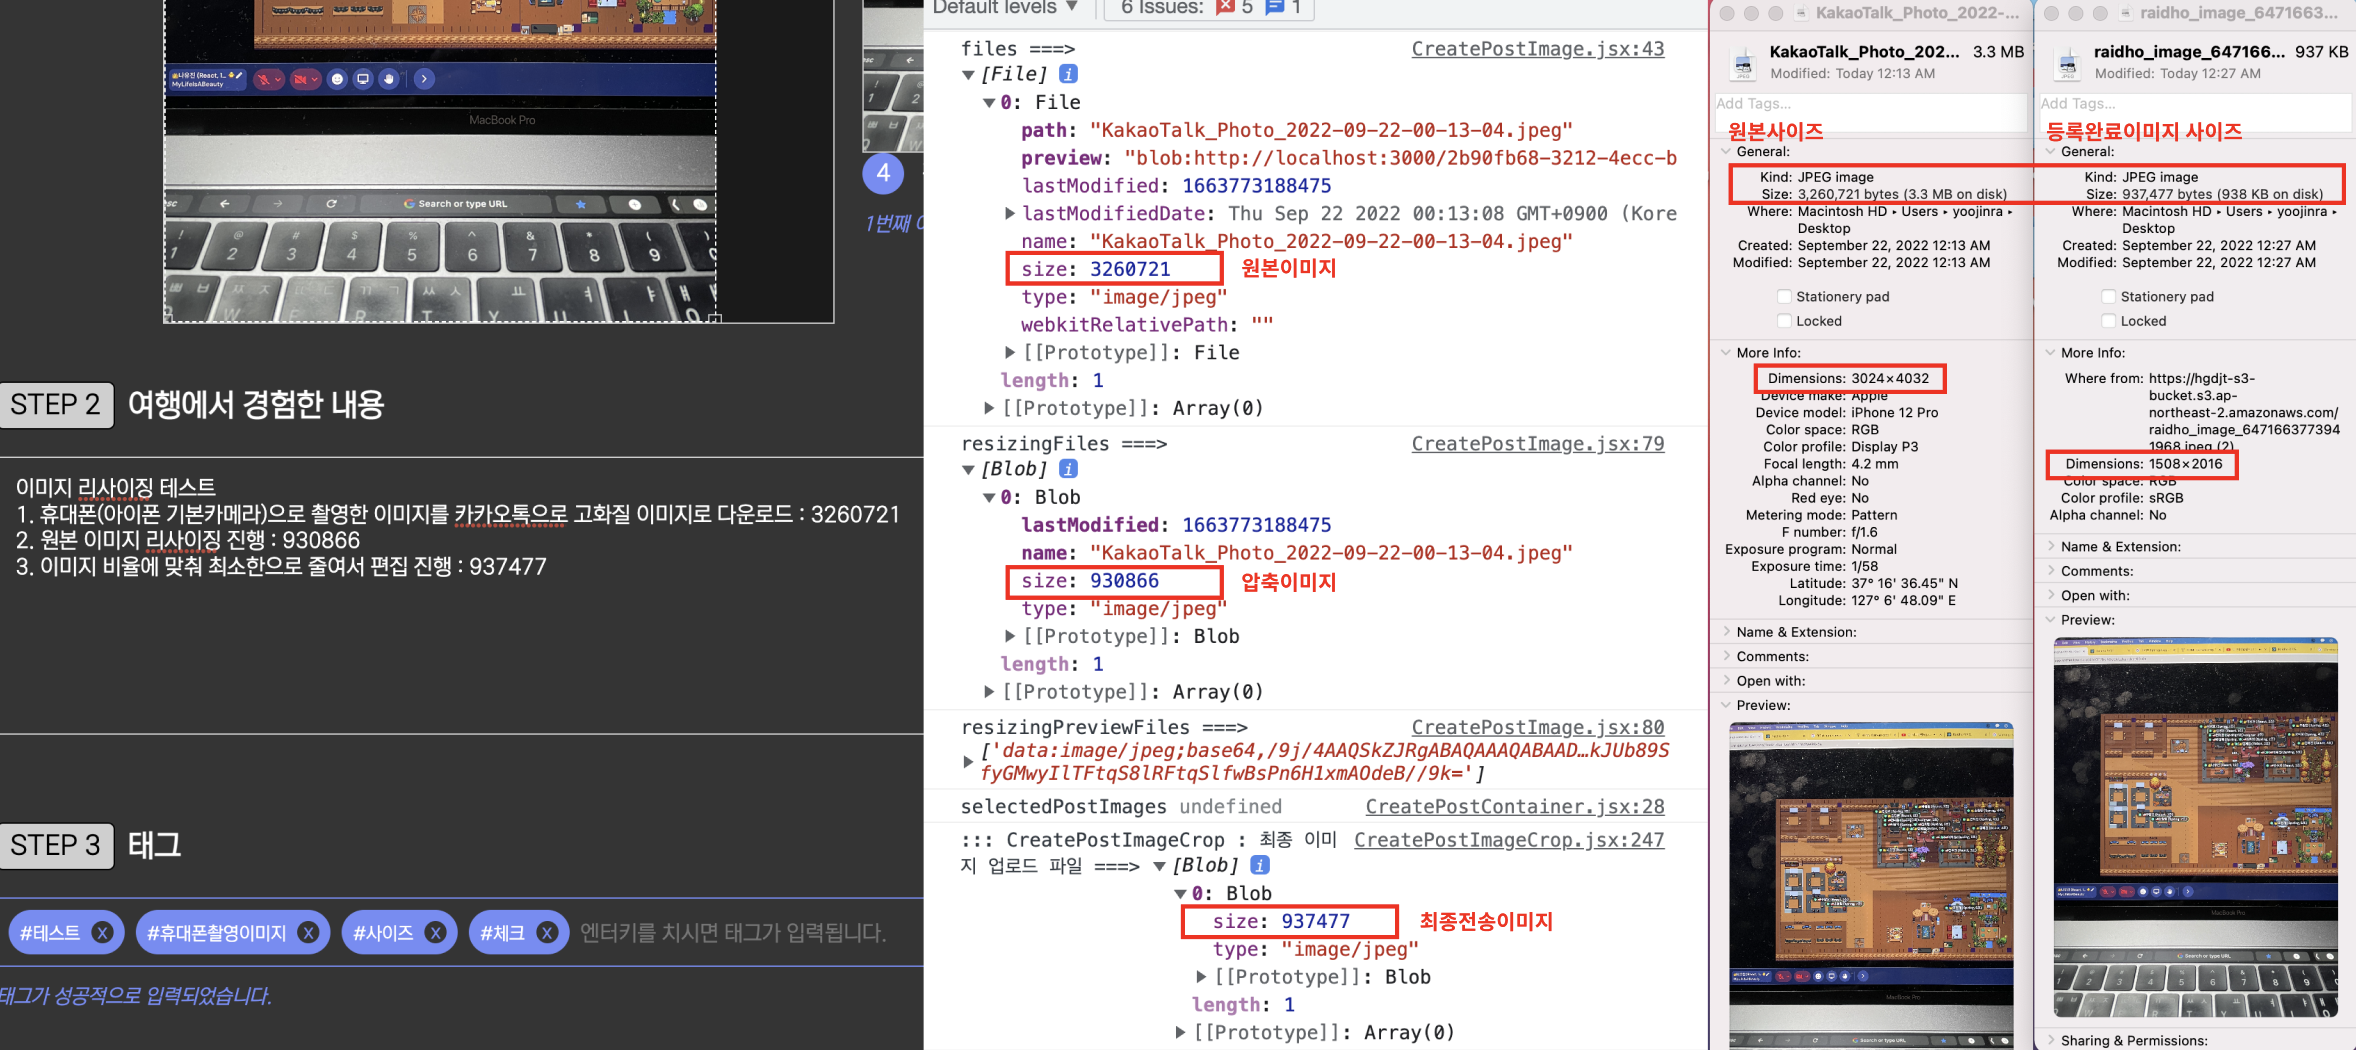 🙋나유진 (React, 1...
MyLifeIsABeauty
MacBook Pro
esc
Search or type URL
!
1
@
2
#
3
$
4
%
5
^
6
&
7
*
8
(
9
)
4
1번째
STEP 2
여행에서 경험한 내용
이미지 리사이징 테스트
1. 휴대폰(아이폰 기본카메라)으로 촬영한 이미지를 카카오톡으로 고화질 이미지로 다운로드 : 3260721
2. 원본 이미지 리사이징 진행 : 930866
3. 이미지 비율에 맞춰 최소한으로 줄여서 편집 진행 : 937477
STEP 3
태그
#테스트 x #휴대폰촬영이미지 x #사이즈 x #체크 x 엔터키를 치시면 태그가 입력됩니다.
태그가 성공적으로 입력되었습니다.
Default levels ▼ 6 Issues: 5 1
files ===> CreatePostImage.jsx:43
▼ [File] i
▼ 0: File
path: "KakaoTalk_Photo_2022-09-22-00-13-04.jpeg"
preview: "blob:http://localhost:3000/2b90fb68-3212-4ecc-b
lastModified: 1663773188475
▶ lastModifiedDate: Thu Sep 22 2022 00:13:08 GMT+0900 (Kore
name: "KakaoTalk_Photo_2022-09-22-00-13-04.jpeg"
size: 3260721 원본이미지
type: "image/jpeg"
webkitRelativePath: ""
▶ [[Prototype]]: File
length: 1
▶ [[Prototype]]: Array(0)
resizingFiles ===> CreatePostImage.jsx:79
▼ [Blob] i
▼ 0: Blob
lastModified: 1663773188475
name: "KakaoTalk_Photo_2022-09-22-00-13-04.jpeg"
size: 930866 압축이미지
type: "image/jpeg"
▶ [[Prototype]]: Blob
length: 1
▶ [[Prototype]]: Array(0)
resizingPreviewFiles ===> CreatePostImage.jsx:80
▶ ['data:image/jpeg;base64,/9j/4AAQSkZJRgABAQAAAQABAAD…kJUb89S
fyGMwyIlTFtqS8lRFtqSlfwBsPn6H1xmAOdeB//9k=']
selectedPostImages undefined CreatePostContainer.jsx:28
::: CreatePostImageCrop : 최종 이미 CreatePostImageCrop.jsx:247
지 업로드 파일 ===> ▼ [Blob] i
▼ 0: Blob
size: 937477 최종전송이미지
type: "image/jpeg"
▶ [[Prototype]]: Blob
length: 1
▶ [[Prototype]]: Array(0)
KakaoTalk_Photo_2022-...
KakaoTalk_Photo_202... 3.3 MB
Modified: Today 12:13 AM
Add Tags...
원본사이즈
General:
Kind: JPEG image
Size: 3,260,721 bytes (3.3 MB on disk)
Where: Macintosh HD ▸ Users ▸ yoojinra ▸
Desktop
Created: September 22, 2022 12:13 AM
Modified: September 22, 2022 12:13 AM
Stationery pad
Locked
More Info:
Dimensions: 3024×4032
Device make: Apple
Device model: iPhone 12 Pro
Color space: RGB
Color profile: Display P3
Focal length: 4.2 mm
Alpha channel: No
Red eye: No
Metering mode: Pattern
F number: f/1.6
Exposure program: Normal
Exposure time: 1/58
Latitude: 37° 16' 36.45" N
Longitude: 127° 6' 48.09" E
Name & Extension:
Comments:
Open with:
Preview:
raidho_image_6471663...
raidho_image_647166... 937 KB
Modified: Today 12:27 AM
Add Tags...
등록완료이미지 사이즈
General:
Kind: JPEG image
Size: 937,477 bytes (938 KB on disk)
Where: Macintosh HD ▸ Users ▸ yoojinra ▸
Desktop
Created: September 22, 2022 12:27 AM
Modified: September 22, 2022 12:27 AM
Stationery pad
Locked
More Info:
Where from: https://hgdjt-s3-
bucket.s3.ap-
northeast-2.amazonaws.com/
raidho_image_647166377394
1968.jpeg (2)
Dimensions: 1508×2016
Color space: RGB
Color profile: sRGB
Alpha channel: No
Name & Extension:
Comments:
Open with:
Preview:
Sharing & Permissions: